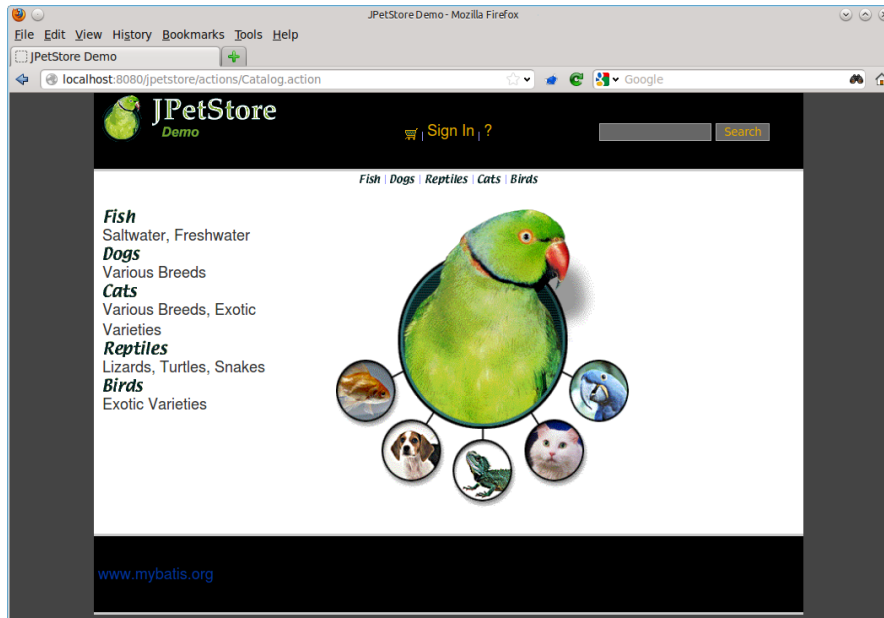 JPetStore Demo - Mozilla Firefox
File Edit View History Bookmarks Tools Help
JPetStore Demo
localhost:8080/jpetstore/actions/Catalog.action
Google
JPetStore
Demo
| Sign In | ?
Search
Fish | Dogs | Reptiles | Cats | Birds
Fish
Saltwater, Freshwater
Dogs
Various Breeds
Cats
Various Breeds, Exotic
Varieties
Reptiles
Lizards, Turtles, Snakes
Birds
Exotic Varieties
www.mybatis.org